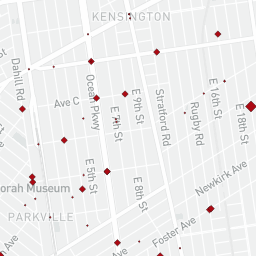 KENSINGTON
Dahill Rd
Ocean Pkwy
Ave C
E 7th St
E 9th St
Stratford Rd
Rugby Rd
E 16th St
E 18th St
E 5th St
E 8th St
Newkirk Ave
orah Museum
PARKVILLE
Foster Ave
Ave